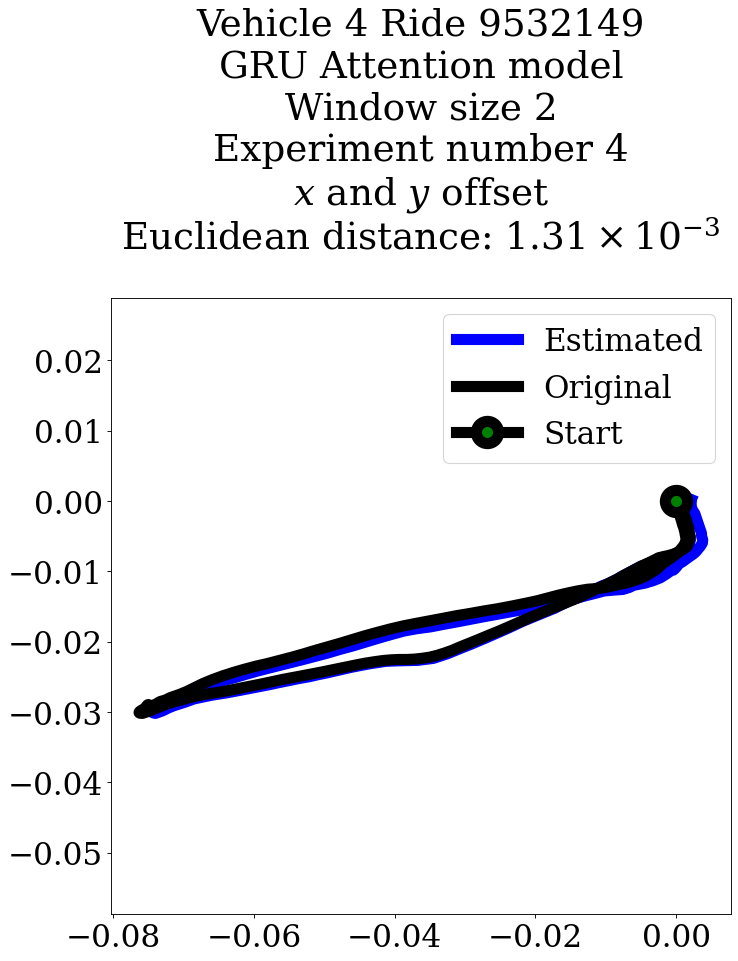 Vehicle 4 Ride 9532149
GRU Attention model
Window size 2
Experiment number 4
x and y offset
Euclidean distance: 1.31 × 10⁻³
Estimated
Original
Start
0.02
0.01
0.00
−0.01
−0.02
−0.03
−0.04
−0.05
−0.08 −0.06 −0.04 −0.02 0.00